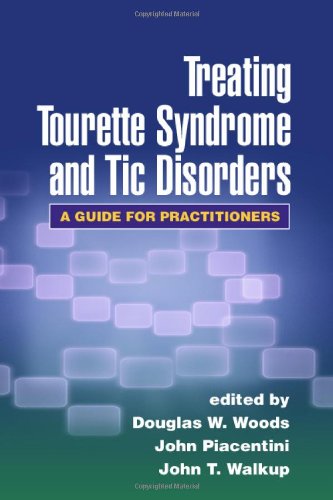 Treating
Tourette Syndrome
and Tic Disorders
A GUIDE FOR PRACTITIONERS
edited by
Douglas W. Woods
John Piacentini
John T. Walkup